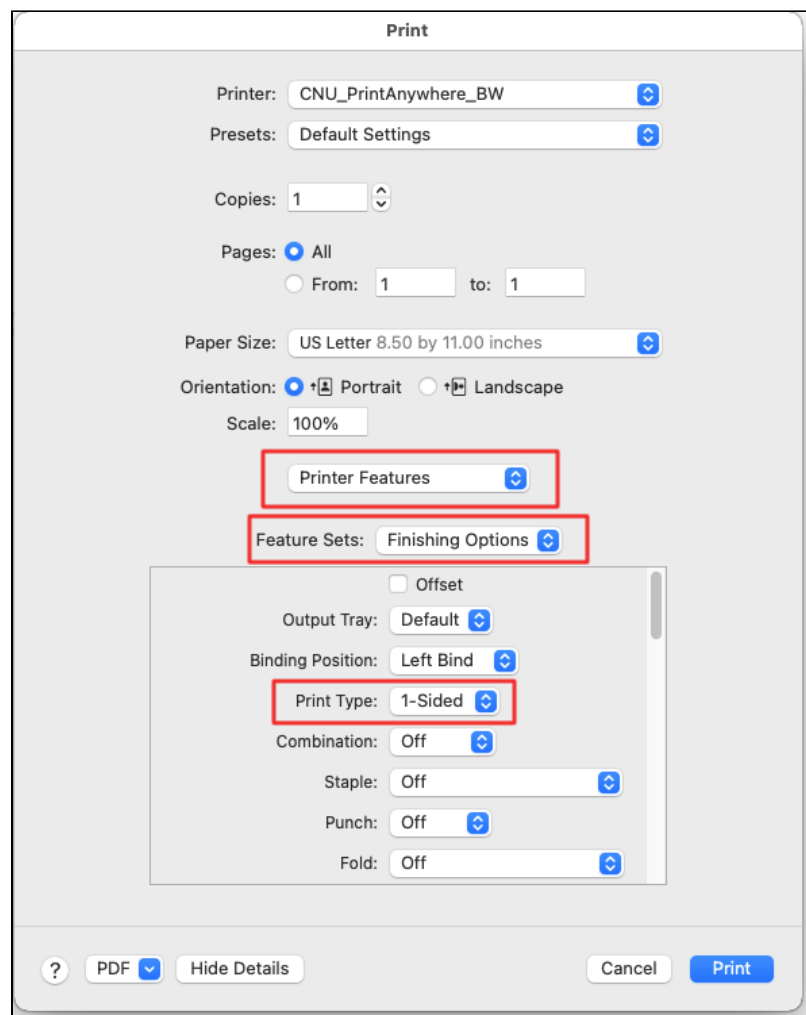 Print
Printer: CNU_PrintAnywhere_BW
Presets: Default Settings
Copies: 1
Pages: All
From: 1 to: 1
Paper Size: US Letter 8.50 by 11.00 inches
Orientation: Portrait Landscape
Scale: 100%
Printer Features
Feature Sets: Finishing Options
Offset
Output Tray: Default
Binding Position: Left Bind
Print Type: 1-Sided
Combination: Off
Staple: Off
Punch: Off
Fold: Off
? PDF Hide Details Cancel Print